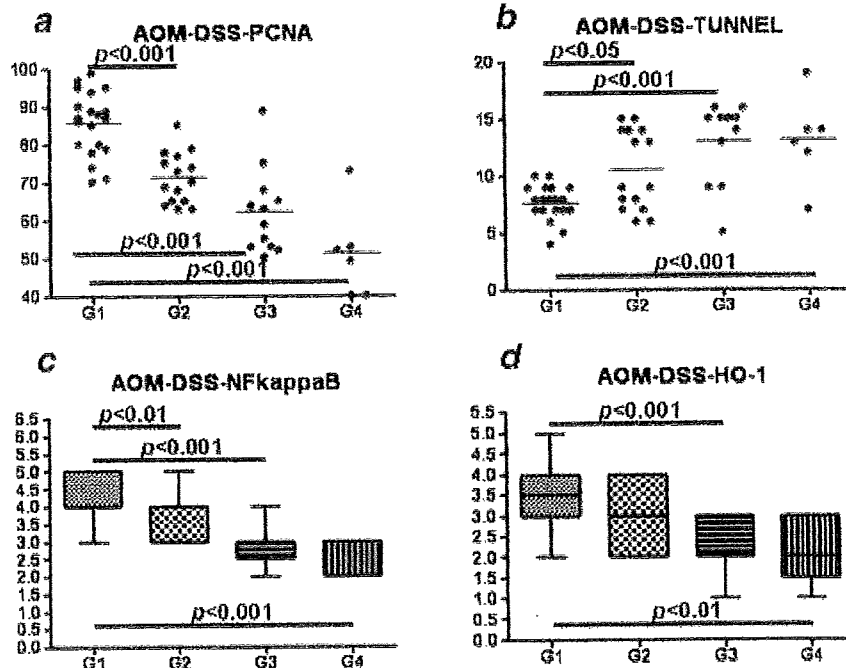 a
AOM-DSS-PCNA
p<0.001
100
90
80
70
60
50
40
p<0.001
p<0.001
G1 G2 G3 G4
b
AOM-DSS-TUNNEL
p<0.05
p<0.001
20
15
10
5
0
p<0.001
G1 G2 G3 G4
c
AOM-DSS-NFkappaB
p<0.01
p<0.001
6.5
6.0
5.5
5.0
4.5
4.0
3.5
3.0
2.5
2.0
1.5
1.0
0.5
0.0
p<0.001
G1 G2 G3 G4
d
AOM-DSS-HO-1
p<0.001
5.5
5.0
4.5
4.0
3.5
3.0
2.5
2.0
1.5
1.0
0.5
0.0
p<0.01
G1 G2 G3 G4